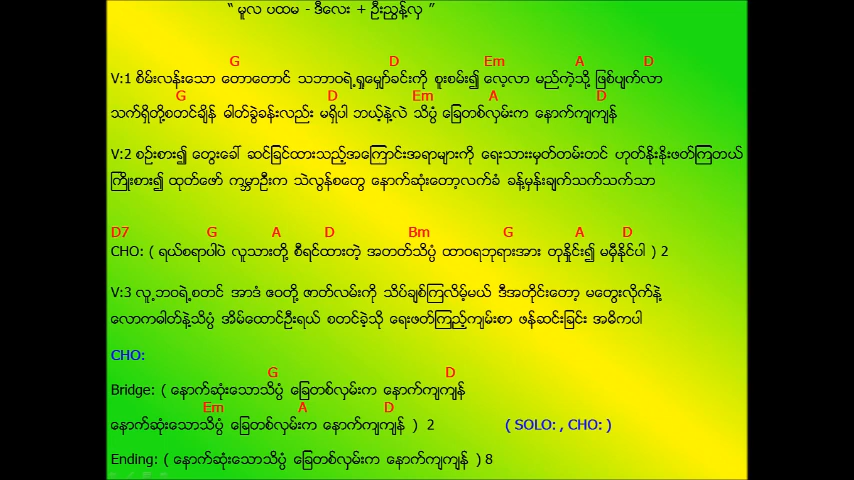 “ မူလ ပထမ - ဒီလေး + ဦးညွန့်လှ ”
G D Em A D
V:1 စိမ်းလန်းသော တောတောင် သဘာဝရဲ့ရှုမျှော်ခင်းကို စူးစမ်း၍ လေ့လာ မည်ကဲ့သို့ ဖြစ်ပျက်လာ
G D Em A D
သက်ရှိတို့စတင်ချိန် ဓါတ်ခွဲခန်းလည်း မရှိပါ ဘယ့်နဲ့လဲ သိပ္ပံ ခြေတစ်လှမ်းက နောက်ကျကျန်
V:2 စဉ်းစား၍ တွေးခေါ် ဆင်ခြင်ထားသည့်အကြောင်းအရာများကို ရေးသားမှတ်တမ်းတင် ဟုတ်နိုးနိုးဖတ်ကြတယ်
ကြိုးစား၍ ထုတ်ဖော် ကမ္ဘာဦးက သဲလွန်စတွေ နောက်ဆုံးတော့လက်ခံ ခန့်မှန်းချက်သက်သက်သာ
D7 G A D Bm G A D
CHO: ( ရယ်စရာပါပဲ လူသားတို့ စီရင်ထားတဲ့ အတတ်သိပ္ပံ ထာဝရဘုရားအား တုနှိုင်း၍ မမှီနိုင်ပါ ) 2
V:3 လူ့ဘဝရဲ့စတင် အာဒံ ဧဝတို့ ဇာတ်လမ်းကို သိပ်ချစ်ကြလိမ့်မယ် ဒီအတိုင်းတော့ မတွေးလိုက်နဲ့
လောကဓါတ်နဲ့သိပ္ပံ အိမ်ထောင်ဦးရယ် စတင်ခဲ့သို ရေးဖတ်ကြည့်ကျမ်းစာ ဖန်ဆင်းခြင်း အဓိကပါ
CHO:
G D
Bridge: ( နောက်ဆုံးသောသိပ္ပံ ခြေတစ်လှမ်းက နောက်ကျကျန်
Em A D
နောက်ဆုံးသောသိပ္ပံ ခြေတစ်လှမ်းက နောက်ကျကျန် ) 2 ( SOLO: , CHO: )
Ending: ( နောက်ဆုံးသောသိပ္ပံ ခြေတစ်လှမ်းက နောက်ကျကျန် ) 8